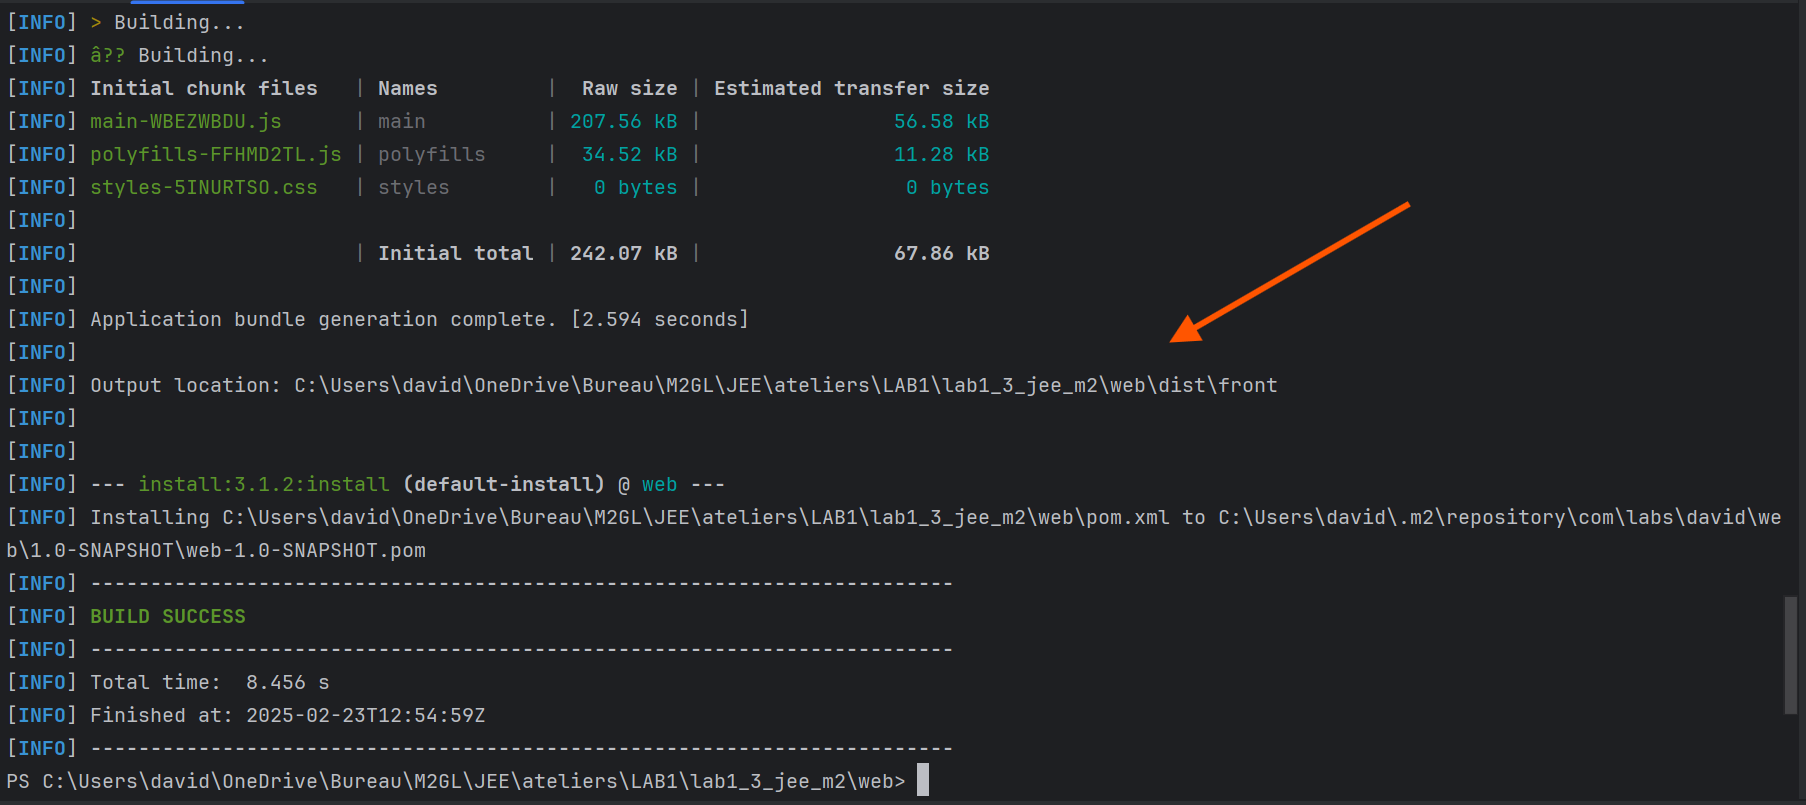 [INFO] > Building...
[INFO] â?? Building...
[INFO] Initial chunk files   | Names         |  Raw size | Estimated transfer size
[INFO] main-WBEZWBDU.js      | main          | 207.56 kB |                56.58 kB
[INFO] polyfills-FFHMD2TL.js | polyfills     |  34.52 kB |                11.28 kB
[INFO] styles-5INURTSO.css   | styles        |   0 bytes |                 0 bytes
[INFO]
[INFO]                       | Initial total | 242.07 kB |                67.86 kB
[INFO]
[INFO] Application bundle generation complete. [2.594 seconds]
[INFO]
[INFO] Output location: C:\Users\david\OneDrive\Bureau\M2GL\JEE\ateliers\LAB1\lab1_3_jee_m2\web\dist\front
[INFO]
[INFO]
[INFO] --- install:3.1.2:install (default-install) @ web ---
[INFO] Installing C:\Users\david\OneDrive\Bureau\M2GL\JEE\ateliers\LAB1\lab1_3_jee_m2\web\pom.xml to C:\Users\david\.m2\repository\com\labs\david\we
b\1.0-SNAPSHOT\web-1.0-SNAPSHOT.pom
[INFO] ------------------------------------------------------------------------
[INFO] BUILD SUCCESS
[INFO] ------------------------------------------------------------------------
[INFO] Total time:  8.456 s
[INFO] Finished at: 2025-02-23T12:54:59Z
[INFO] ------------------------------------------------------------------------
PS C:\Users\david\OneDrive\Bureau\M2GL\JEE\ateliers\LAB1\lab1_3_jee_m2\web>